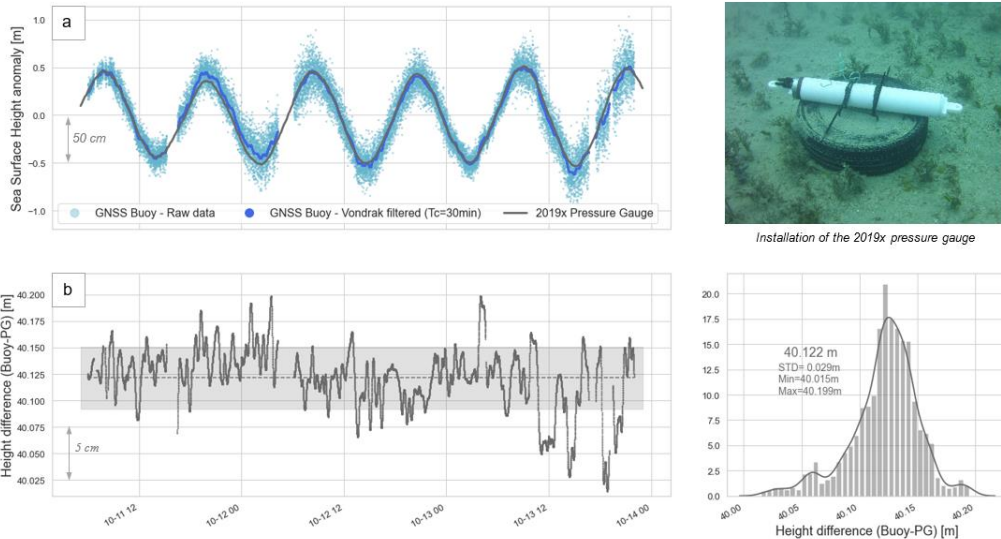 a
Sea Surface Height anomaly [m]
1.0
0.5
0.0
−0.5
−1.0
50 cm
GNSS Buoy - Raw data
GNSS Buoy - Vondrak filtered (Tc=30min)
2019x Pressure Gauge
Installation of the 2019x pressure gauge
b
Height difference (Buoy-PG) [m]
40.200
40.175
40.150
40.125
40.100
40.075
40.050
40.025
5 cm
10-11 12
10-12 00
10-12 12
10-13 00
10-13 12
10-14 00
20.0
17.5
15.0
12.5
10.0
7.5
5.0
2.5
0.0
40.122 m
STD= 0.029m
Min=40.015m
Max=40.199m
40.00
40.05
40.10
40.15
40.20
Height difference (Buoy-PG) [m]